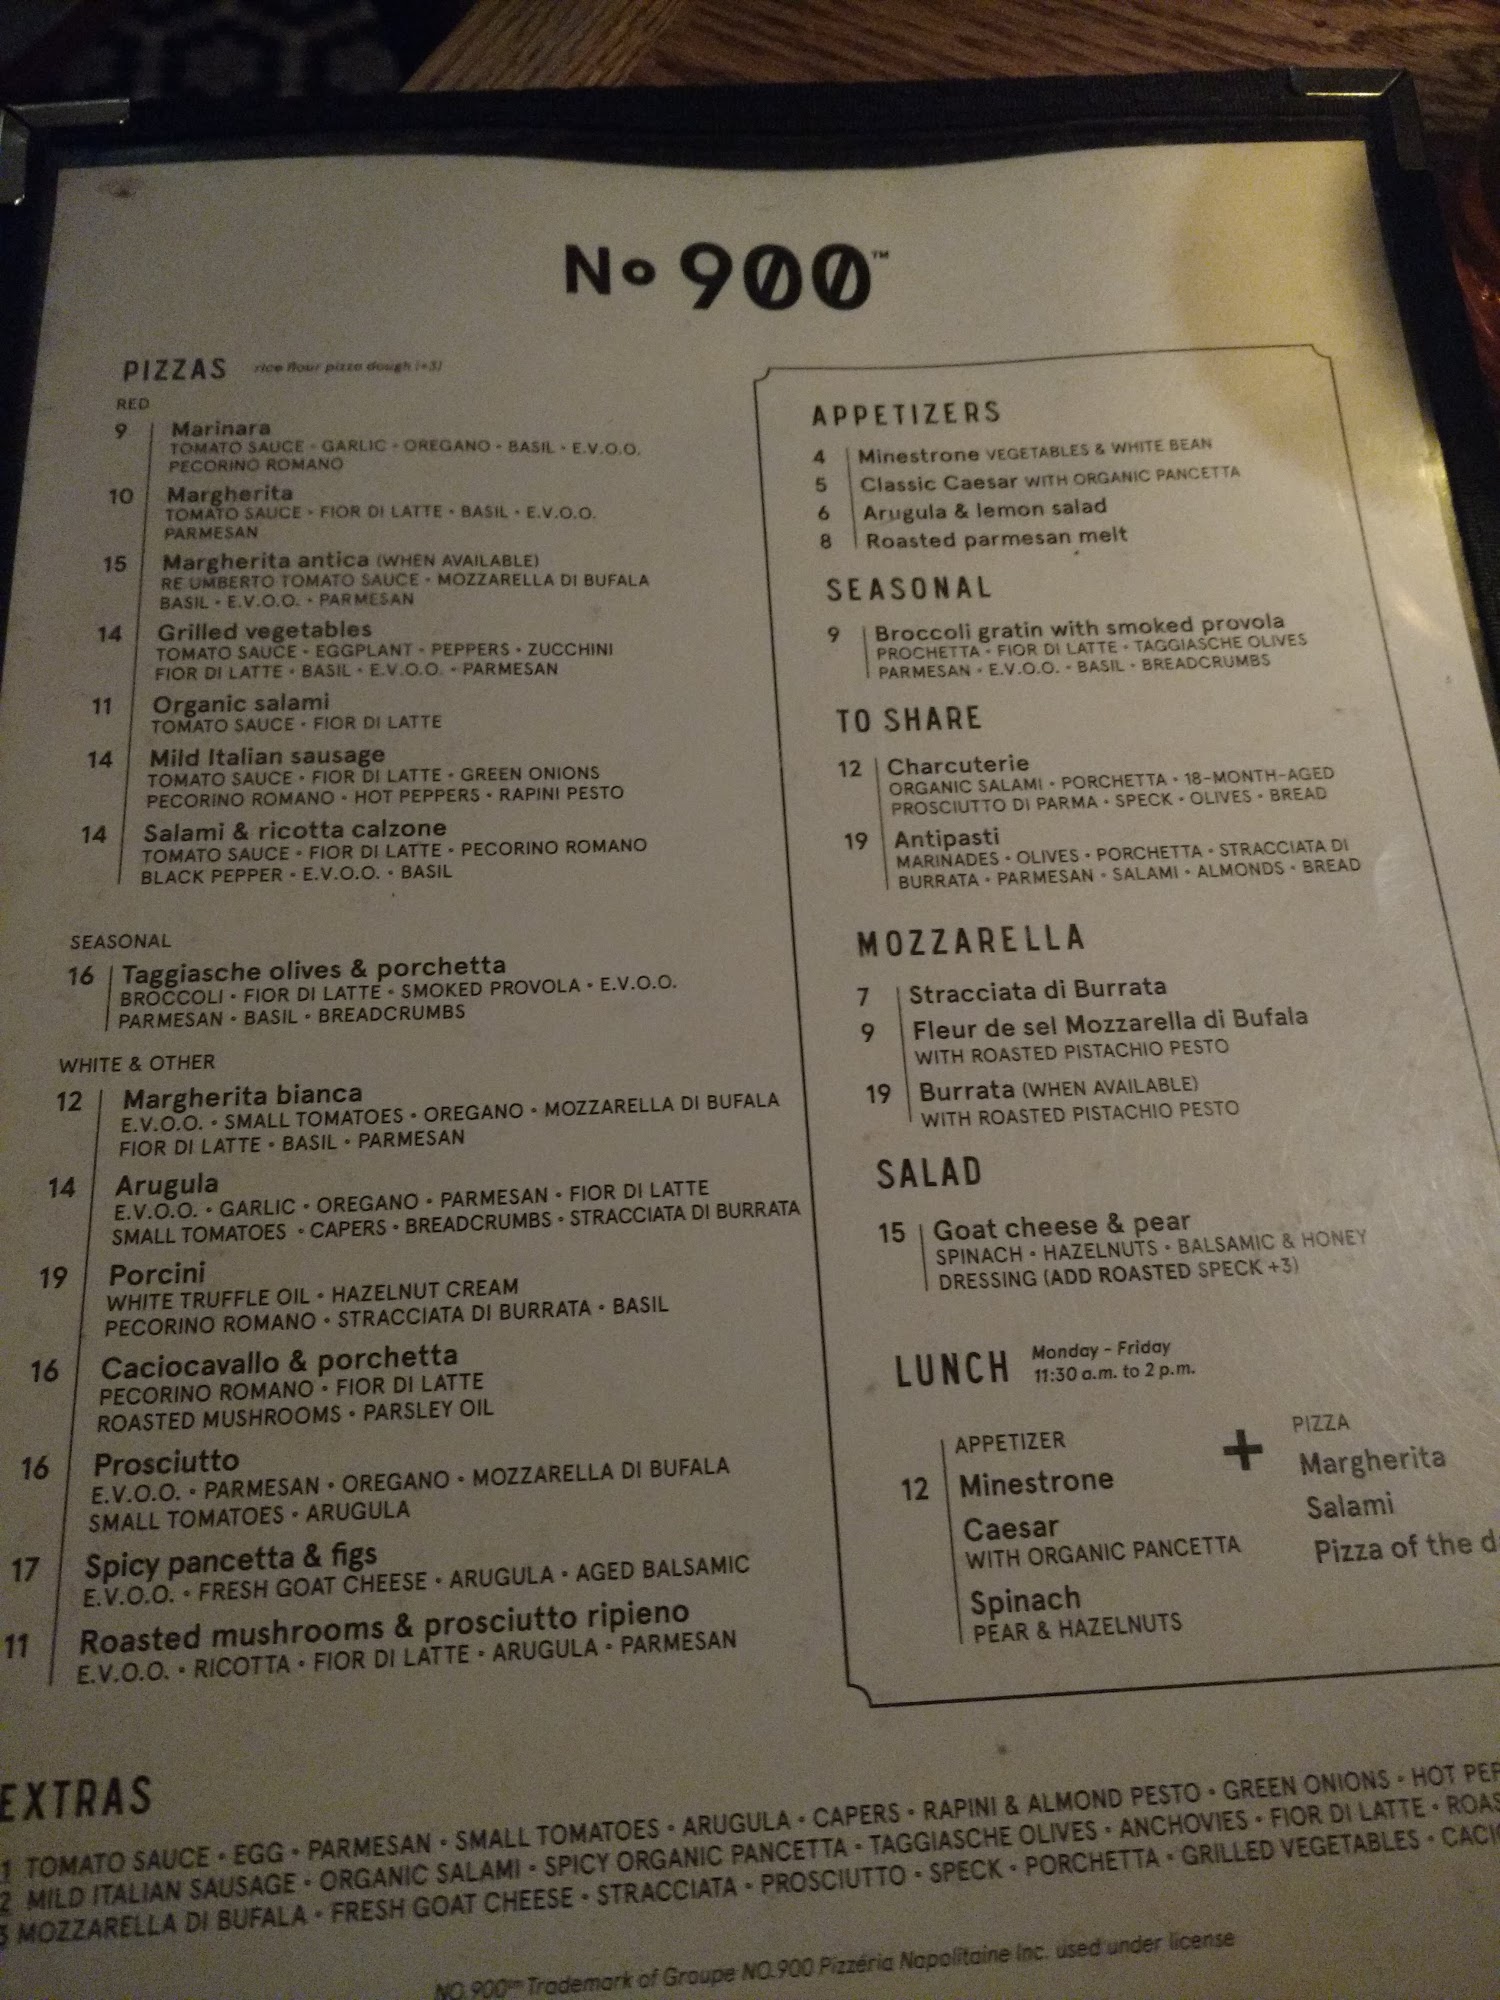 No 900™
PIZZAS rice flour pizza dough (+3)
RED
9 Marinara
TOMATO SAUCE • GARLIC • OREGANO • BASIL • E.V.O.O.
PECORINO ROMANO
10 Margherita
TOMATO SAUCE • FIOR DI LATTE • BASIL • E.V.O.O.
PARMESAN
15 Margherita antica (WHEN AVAILABLE)
RE UMBERTO TOMATO SAUCE • MOZZARELLA DI BUFALA
BASIL • E.V.O.O. • PARMESAN
14 Grilled vegetables
TOMATO SAUCE • EGGPLANT • PEPPERS • ZUCCHINI
FIOR DI LATTE • BASIL • E.V.O.O. • PARMESAN
11 Organic salami
TOMATO SAUCE • FIOR DI LATTE
14 Mild Italian sausage
TOMATO SAUCE • FIOR DI LATTE • GREEN ONIONS
PECORINO ROMANO • HOT PEPPERS • RAPINI PESTO
14 Salami & ricotta calzone
TOMATO SAUCE • FIOR DI LATTE • PECORINO ROMANO
BLACK PEPPER • E.V.O.O. • BASIL
SEASONAL
16 Taggiasche olives & porchetta
BROCCOLI • FIOR DI LATTE • SMOKED PROVOLA • E.V.O.O.
PARMESAN • BASIL • BREADCRUMBS
WHITE & OTHER
12 Margherita bianca
E.V.O.O. • SMALL TOMATOES • OREGANO • MOZZARELLA DI BUFALA
FIOR DI LATTE • BASIL • PARMESAN
14 Arugula
E.V.O.O. • GARLIC • OREGANO • PARMESAN • FIOR DI LATTE
SMALL TOMATOES • CAPERS • BREADCRUMBS • STRACCIATA DI BURRATA
19 Porcini
WHITE TRUFFLE OIL • HAZELNUT CREAM
PECORINO ROMANO • STRACCIATA DI BURRATA • BASIL
16 Caciocavallo & porchetta
PECORINO ROMANO • FIOR DI LATTE
ROASTED MUSHROOMS • PARSLEY OIL
16 Prosciutto
E.V.O.O. • PARMESAN • OREGANO • MOZZARELLA DI BUFALA
SMALL TOMATOES • ARUGULA
17 Spicy pancetta & figs
E.V.O.O. • FRESH GOAT CHEESE • ARUGULA • AGED BALSAMIC
11 Roasted mushrooms & prosciutto ripieno
E.V.O.O. • RICOTTA • FIOR DI LATTE • ARUGULA • PARMESAN
APPETIZERS
4 Minestrone VEGETABLES & WHITE BEAN
5 Classic Caesar WITH ORGANIC PANCETTA
6 Arugula & lemon salad
8 Roasted parmesan melt
SEASONAL
9 Broccoli gratin with smoked provola
PROCHETTA • FIOR DI LATTE • TAGGIASCHE OLIVES
PARMESAN • E.V.O.O. • BASIL • BREADCRUMBS
TO SHARE
12 Charcuterie
ORGANIC SALAMI • PORCHETTA • 18-MONTH-AGED
PROSCIUTTO DI PARMA • SPECK • OLIVES • BREAD
19 Antipasti
MARINADES • OLIVES • PORCHETTA • STRACCIATA DI
BURRATA • PARMESAN • SALAMI • ALMONDS • BREAD
MOZZARELLA
7 Stracciata di Burrata
9 Fleur de sel Mozzarella di Bufala
WITH ROASTED PISTACHIO PESTO
19 Burrata (WHEN AVAILABLE)
WITH ROASTED PISTACHIO PESTO
SALAD
15 Goat cheese & pear
SPINACH • HAZELNUTS • BALSAMIC & HONEY
DRESSING (ADD ROASTED SPECK +3)
LUNCH Monday - Friday
11:30 a.m. to 2 p.m.
APPETIZER + PIZZA
12 Minestrone Margherita
Caesar Salami
WITH ORGANIC PANCETTA Pizza of the
Spinach
PEAR & HAZELNUTS
EXTRAS
1 TOMATO SAUCE • EGG • PARMESAN • SMALL TOMATOES • ARUGULA • CAPERS • RAPINI & ALMOND PESTO • GREEN ONIONS • HOT
2 MILD ITALIAN SAUSAGE • ORGANIC SALAMI • SPICY ORGANIC PANCETTA • TAGGIASCHE OLIVES • ANCHOVIES • FIOR DI LATTE •
3 MOZZARELLA DI BUFALA • FRESH GOAT CHEESE • STRACCIATA • PROSCIUTTO • SPECK • PORCHETTA • GRILLED VEGETABLES •
NO.900™ Trademark of Groupe NO.900 Pizzéria Napolitaine Inc. used under license